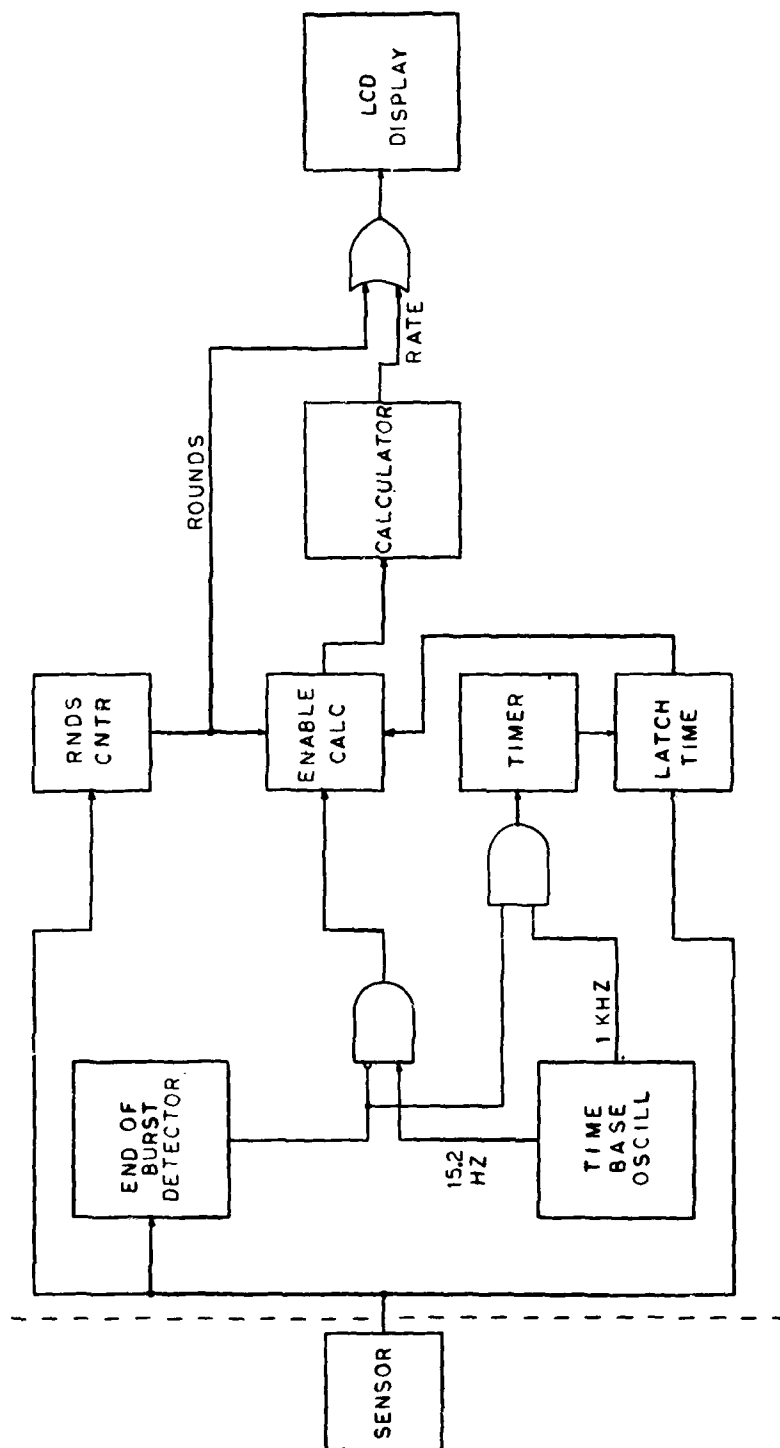 SENSOR
END OF
BURST
DETECTOR
TIME
BASE
OSCILL
15.2
HZ
1 KHZ
RNDS
CNTR
ENABLE
CALC
TIMER
LATCH
TIME
ROUNDS
CALCULATOR
RATE
LCD
DISPLAY